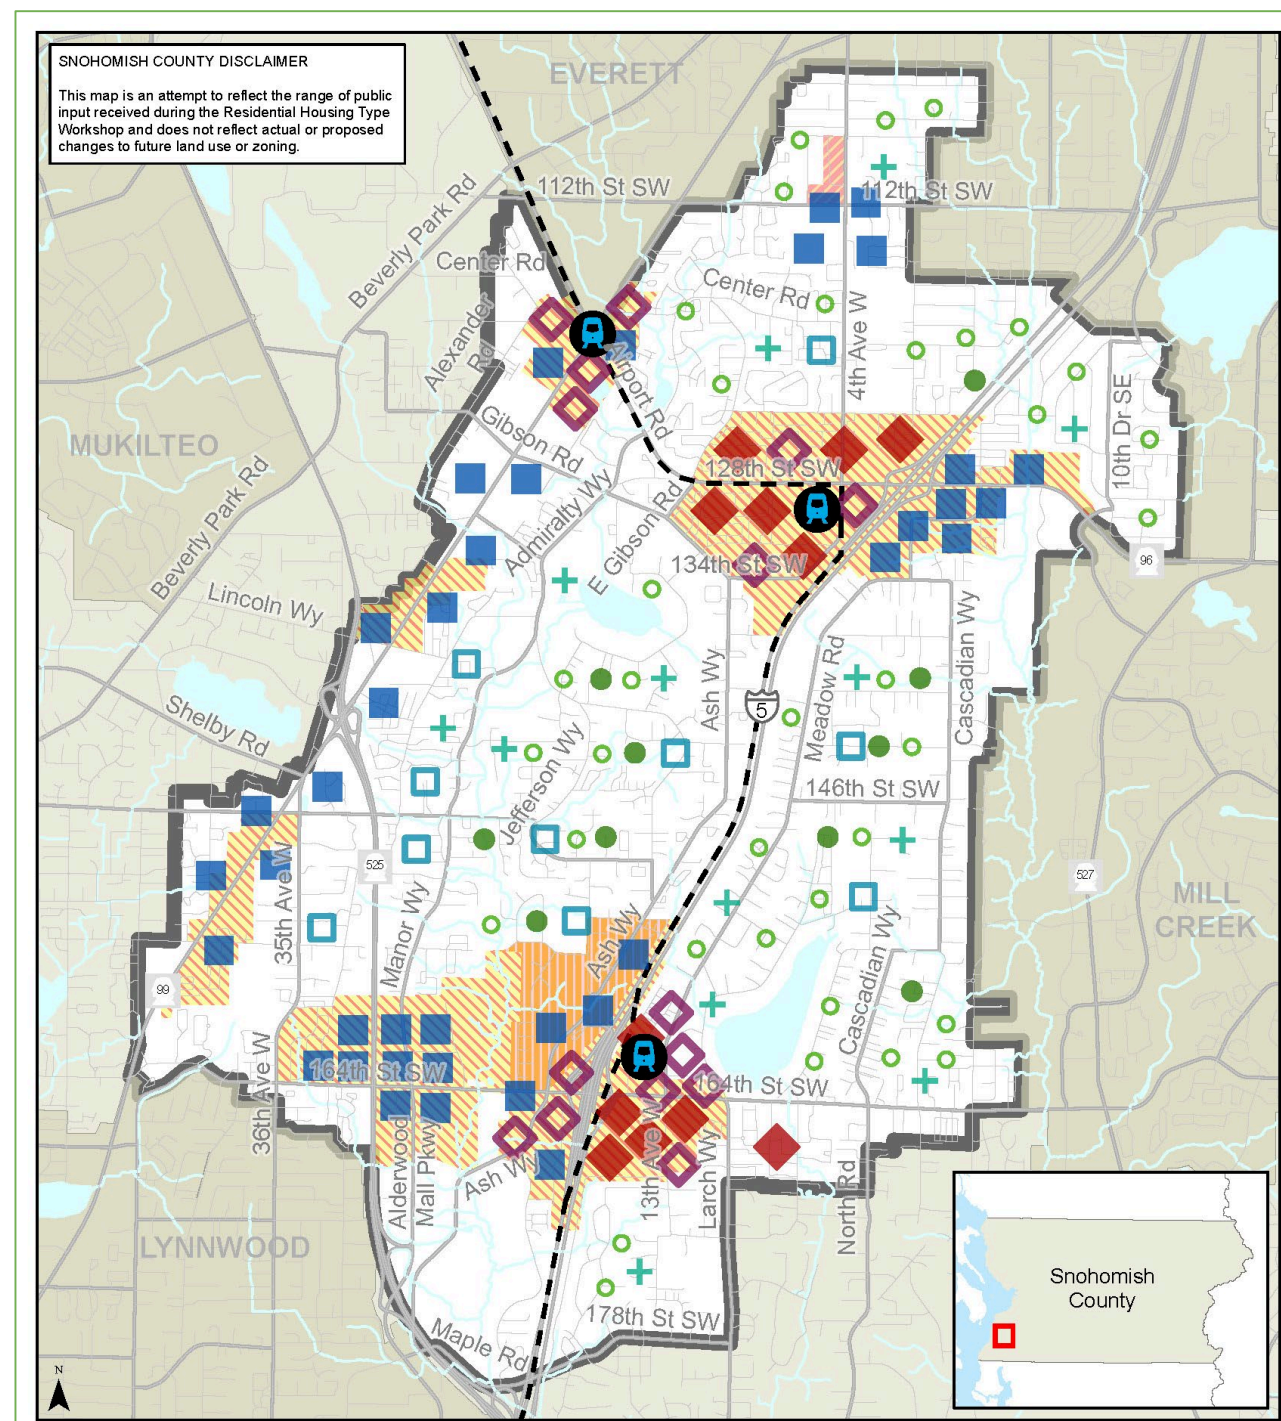 SNOHOMISH COUNTY DISCLAIMER
This map is an attempt to reflect the range of public
input received during the Residential Housing Type
Workshop and does not reflect actual or proposed
changes to future land use or zoning.
EVERETT
112th St SW
112th St SW
Beverly Park Rd
Center Rd
Center Rd
Alexander
Rd
Airport Rd
4th Ave W
10th Dr SE
MUKILTEO
Gibson Rd
128th St SW
Beverly Park Rd
Admiralty Wy
E Gibson Rd
134th St SW
96
Lincoln Wy
Ash Wy
Meadow Rd
Cascadian Wy
5
Shelby Rd
Jefferson Wy
146th St SW
525
527
35th Ave W
Manor Wy
Ash Wy
MILL
CREEK
Cascadian Wy
99
36th Ave W
164th St SW
164th St SW
Alderwood
Mall Pkwy
Ash Wy
13th Ave W
Larch Wy
North Rd
LYNNWOOD
178th St SW
Maple Rd
Snohomish
County
N